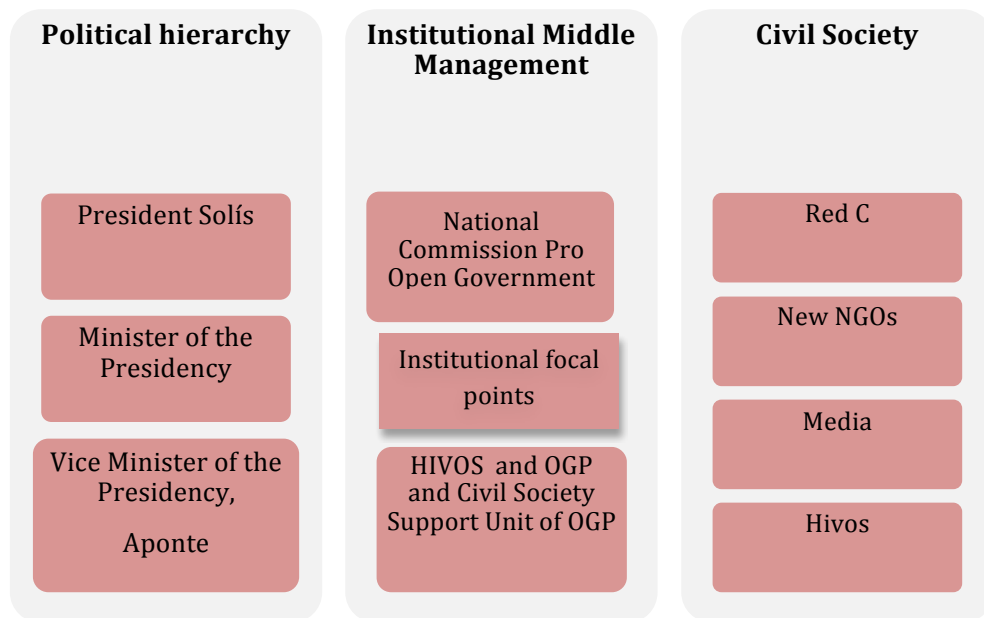 Political hierarchy
President Solís
Minister of the
Presidency
Vice Minister of the
Presidency,
Aponte
Institutional Middle
Management
National
Commission Pro
Open Government
Institutional focal
points
HIVOS and OGP
and Civil Society
Support Unit of OGP
Civil Society
Red C
New NGOs
Media
Hivos